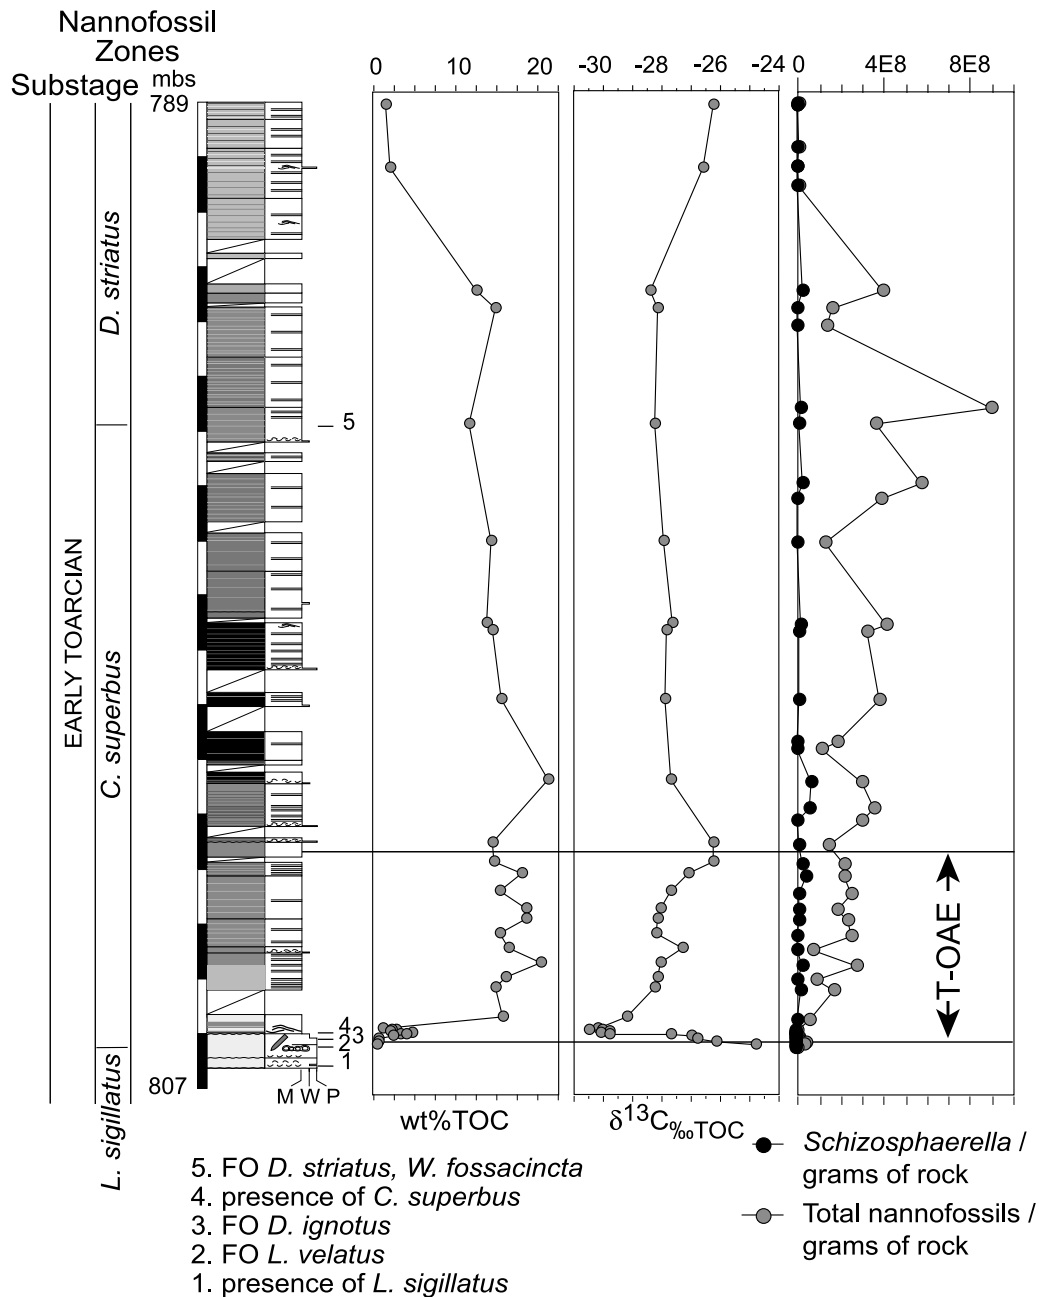 Nannofossil
Zones
Substage mbs
0 10 20
-30 -28 -26 -24
0 4E8 8E8
789
D. striatus
5
EARLY TOARCIAN
C. superbus
T-OAE
4
3
2
1
807
M W P
L. sigillatus
wt%TOC
δ13C‰TOC
Schizosphaerella /
grams of rock
Total nannofossils /
grams of rock
5. FO D. striatus, W. fossacincta
4. presence of C. superbus
3. FO D. ignotus
2. FO L. velatus
1. presence of L. sigillatus